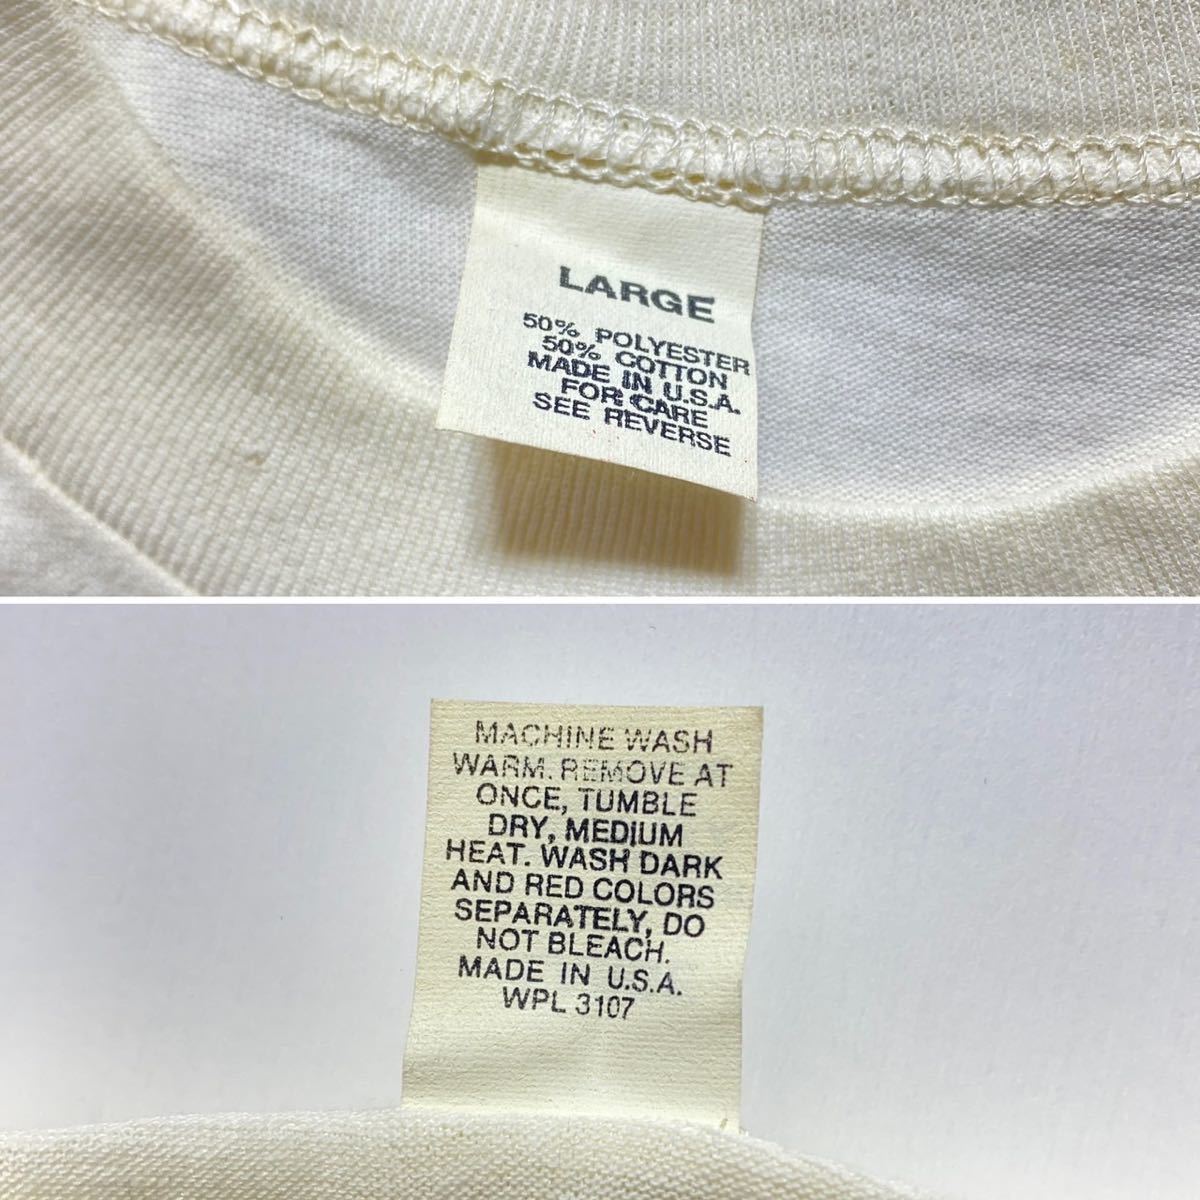 LARGE
50% POLYESTER
50% COTTON
MADE IN U.S.A.
FOR CARE
SEE REVERSE
MACHINE WASH
WARM. REMOVE AT
ONCE, TUMBLE
DRY, MEDIUM
HEAT. WASH DARK
AND RED COLORS
SEPARATELY, DO
NOT BLEACH.
MADE IN U.S.A.
WPL 3107